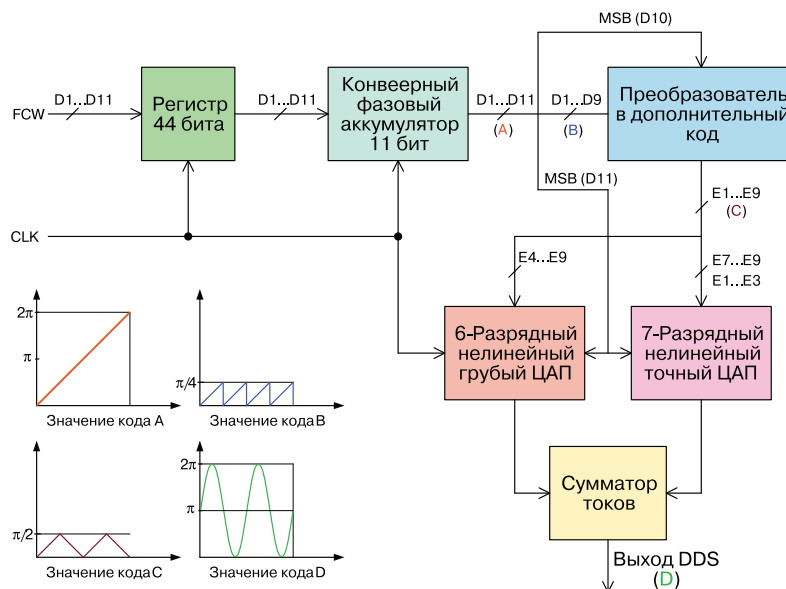 MSB (D10)
FCW
D1...D11
Регистр
44 бита
D1...D11
Конвеерный
фазовый
аккумулятор
11 бит
D1...D11
(A)
D1...D9
(B)
Преобразователь
в дополнительный
код
MSB (D11)
E1...E9
(C)
CLK
E4...E9
E7...E9
E1...E3
6-Разрядный
нелинейный
грубый ЦАП
7-Разрядный
нелинейный
точный ЦАП
2π
π
Значение кода A
π/4
Значение кода B
π/2
Значение кода C
2π
π
Значение кода D
Сумматор
токов
Выход DDS
(D)